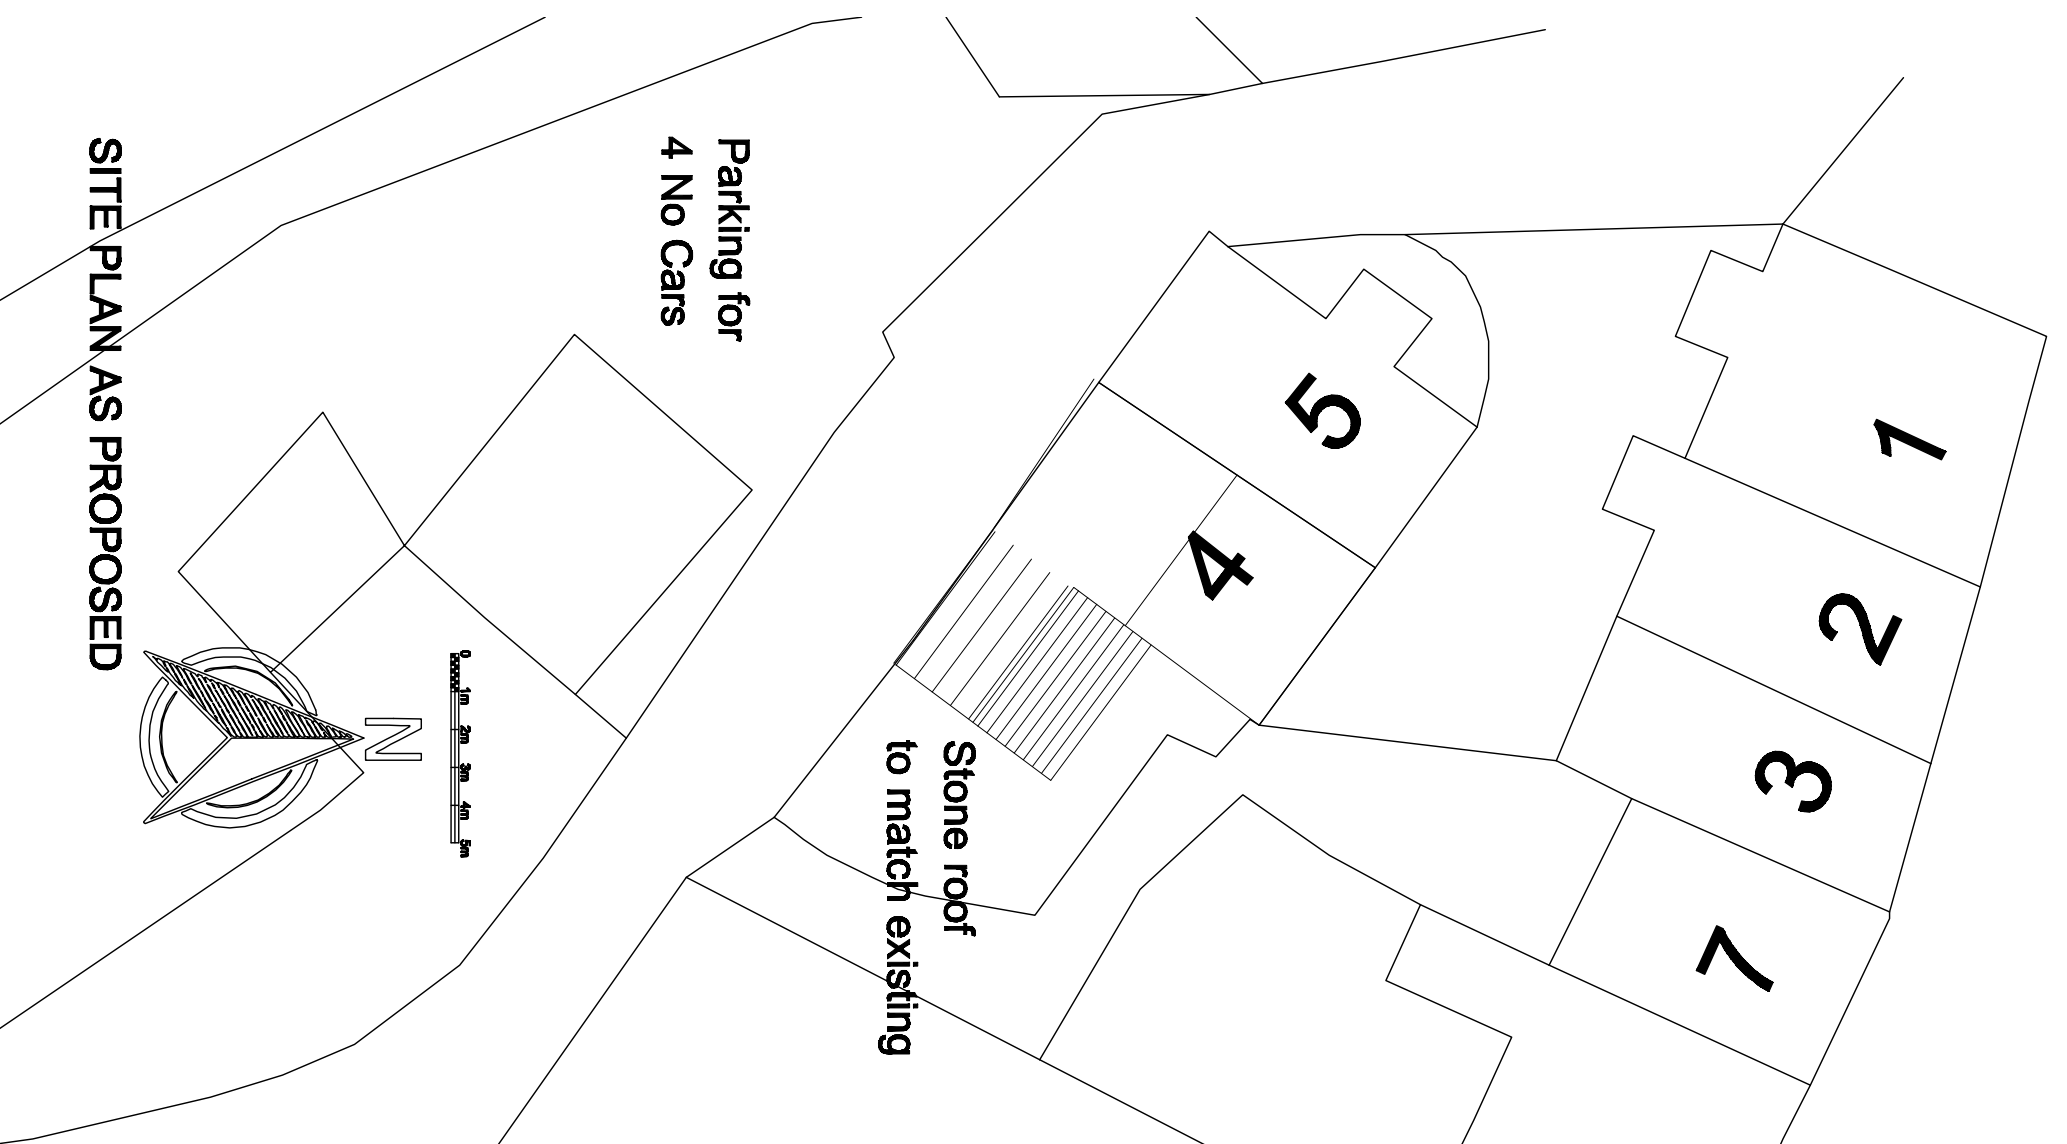 1
2
3
7
5
4
Parking for
4 No Cars
Stone roof
to match existing
0 1m 2m 3m 4m 5m
N
SITE PLAN AS PROPOSED